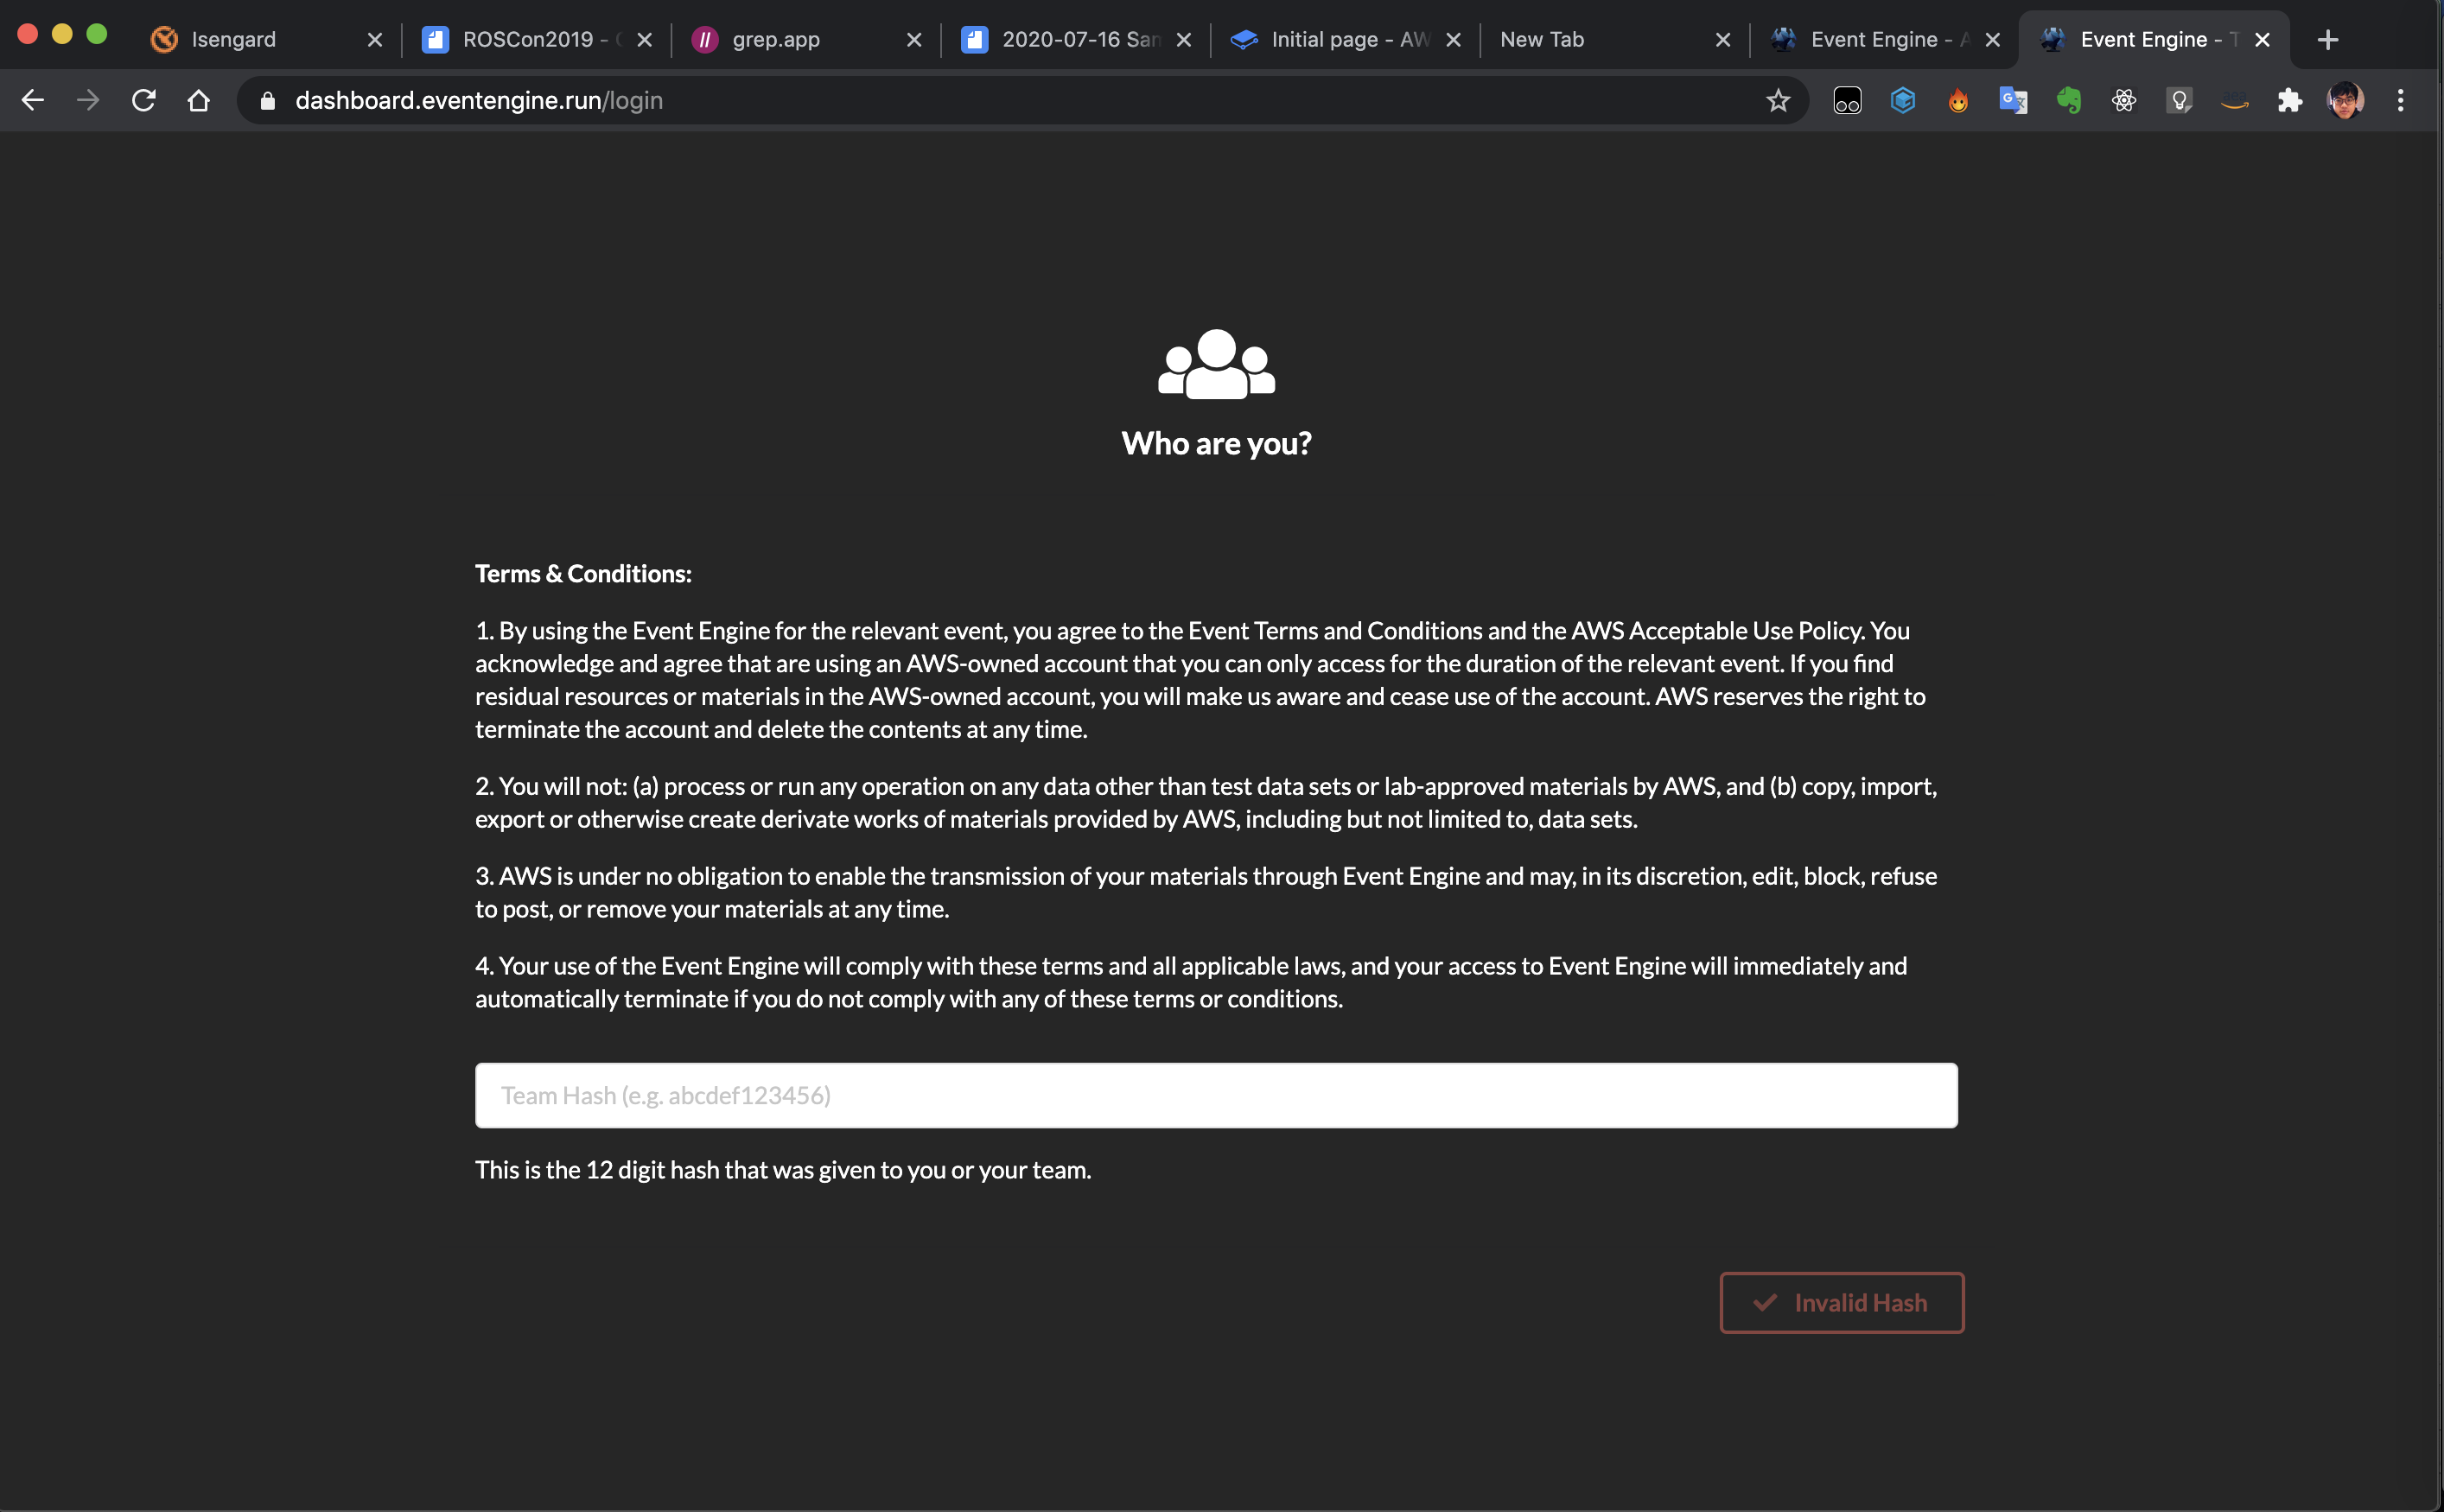 Isengard
ROSCon2019 -
grep.app
2020-07-16 San
Initial page - AW
New Tab
Event Engine - A
Event Engine - T
dashboard.eventengine.run/login
Who are you?
Terms & Conditions:
1. By using the Event Engine for the relevant event, you agree to the Event Terms and Conditions and the AWS Acceptable Use Policy. You
acknowledge and agree that are using an AWS-owned account that you can only access for the duration of the relevant event. If you find
residual resources or materials in the AWS-owned account, you will make us aware and cease use of the account. AWS reserves the right to
terminate the account and delete the contents at any time.
2. You will not: (a) process or run any operation on any data other than test data sets or lab-approved materials by AWS, and (b) copy, import,
export or otherwise create derivate works of materials provided by AWS, including but not limited to, data sets.
3. AWS is under no obligation to enable the transmission of your materials through Event Engine and may, in its discretion, edit, block, refuse
to post, or remove your materials at any time.
4. Your use of the Event Engine will comply with these terms and all applicable laws, and your access to Event Engine will immediately and
automatically terminate if you do not comply with any of these terms or conditions.
Team Hash (e.g. abcdef123456)
This is the 12 digit hash that was given to you or your team.
Invalid Hash